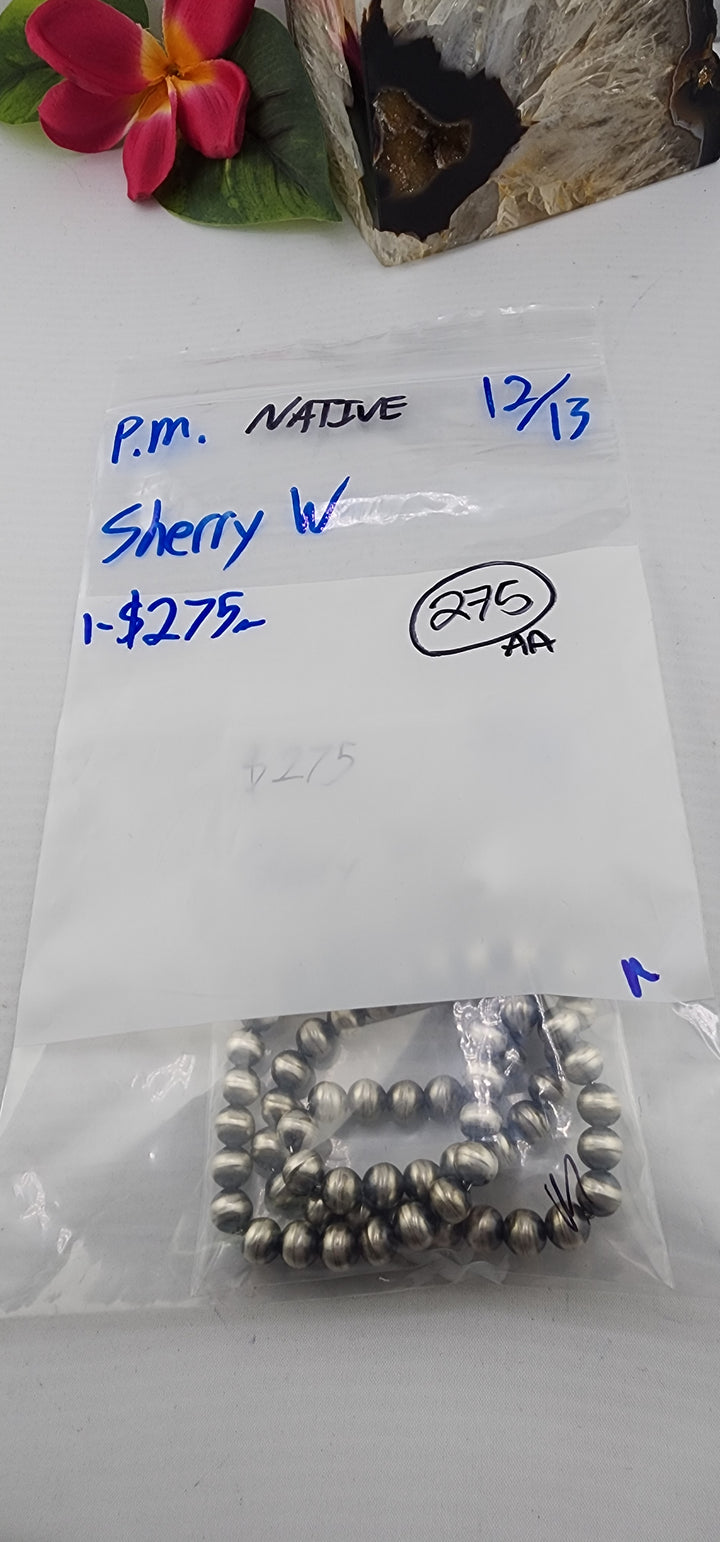 P.M. NATIVE 12/13
Sherry W
1-$275~ 275
AA
$275
n